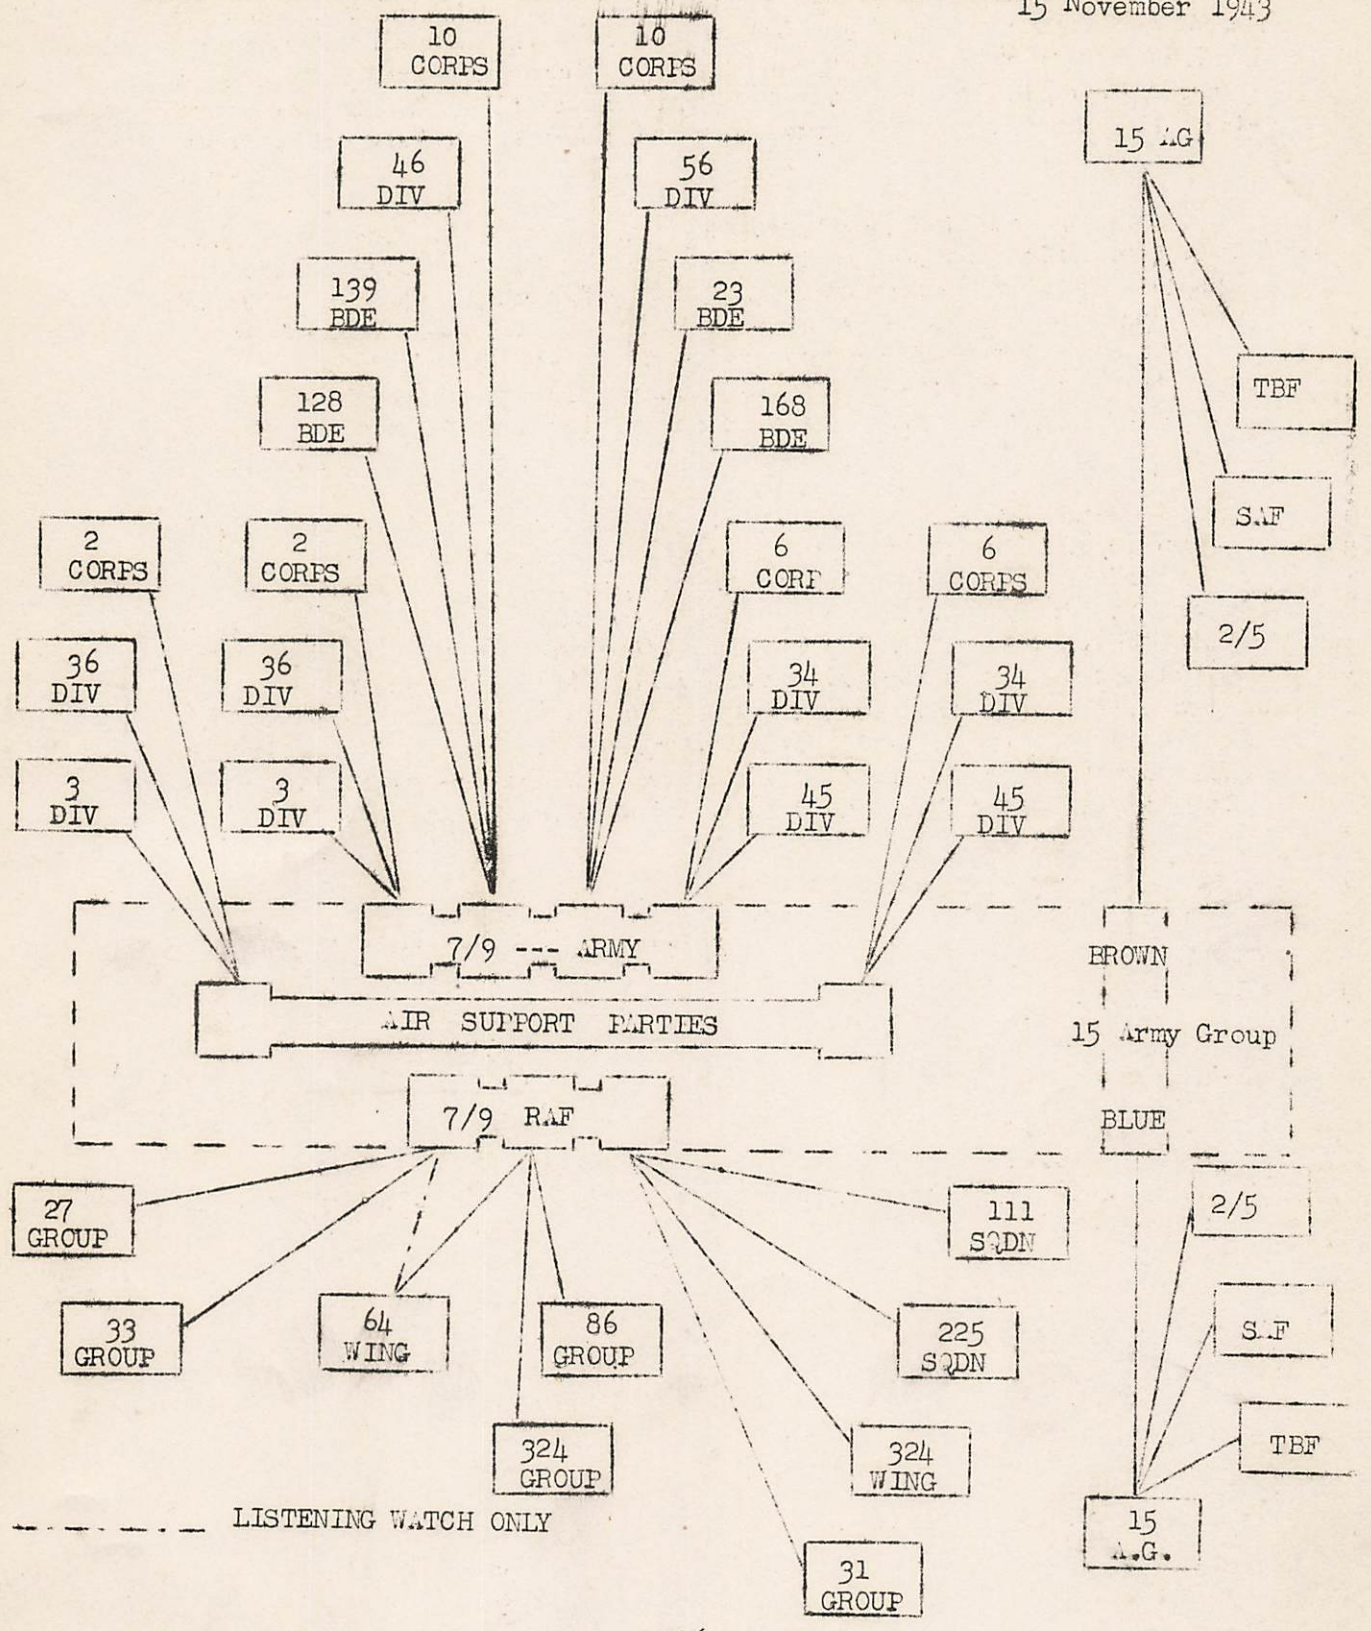 15 November 1943
10
CORPS
10
CORPS
15 AG
46
DIV
56
DIV
139
BDE
23
BDE
TBF
128
BDE
168
BDE
SAF
2
CORPS
2
CORPS
6
CORP
6
CORPS
2/5
36
DIV
36
DIV
34
DIV
34
DIV
3
DIV
3
DIV
45
DIV
45
DIV
7/9 --- ARMY
BROWN
AIR SUPPORT PARTIES
15 Army Group
7/9 RAF
BLUE
27
GROUP
111
SQDN
2/5
33
GROUP
64
WING
86
GROUP
225
SQDN
SAF
324
GROUP
324
WING
TBF
LISTENING WATCH ONLY
15
A.G.
31
GROUP